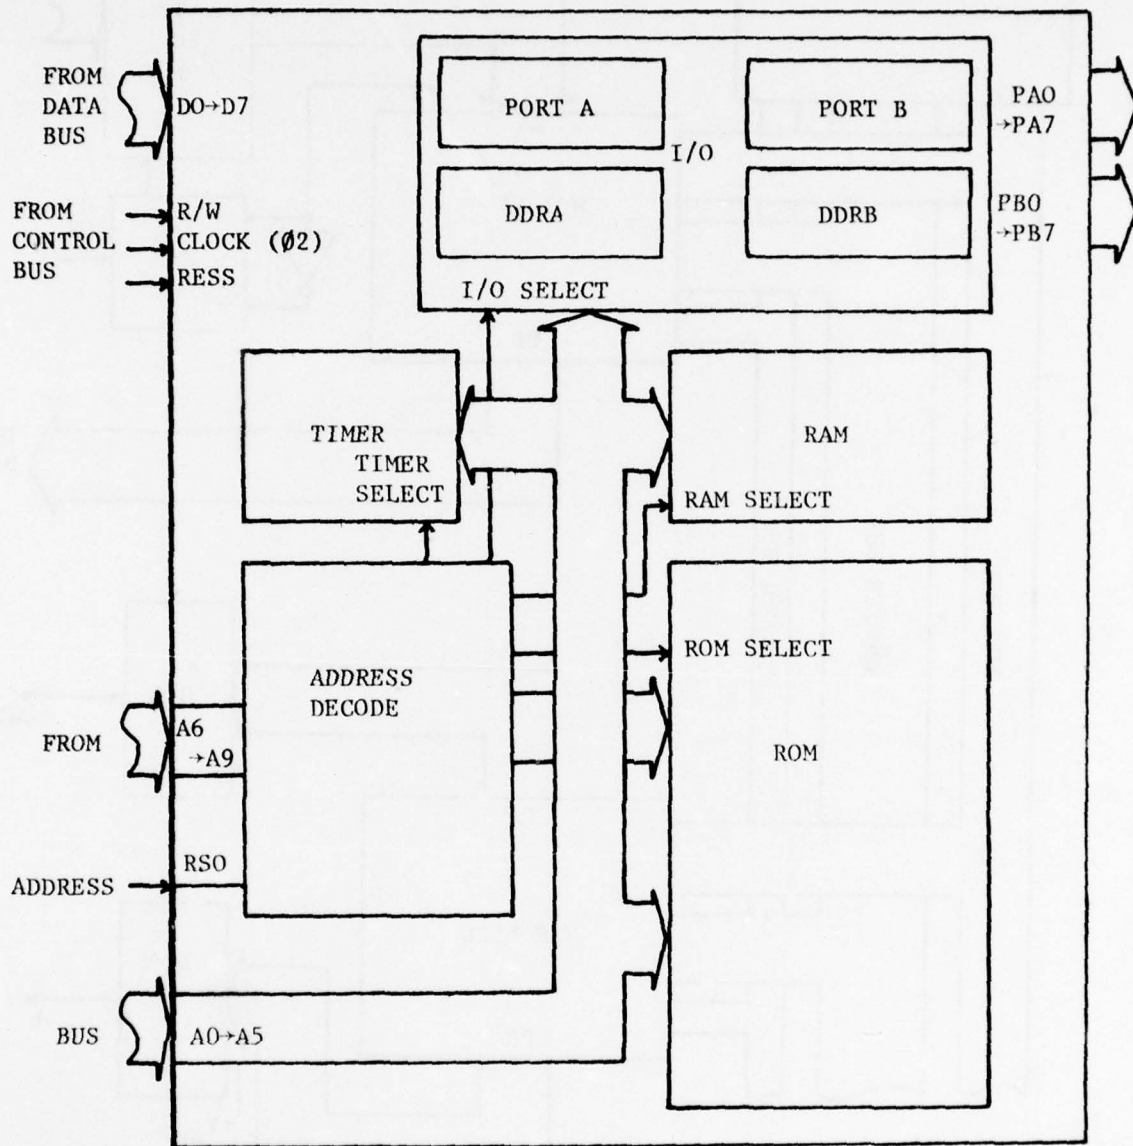 FROM
DATA
BUS
D0→D7
FROM
CONTROL
BUS
R/W
CLOCK (Ø2)
RESS
PORT A
PORT B
I/O
DDRA
DDRB
I/O SELECT
PA0
→PA7
PB0
→PB7
TIMER
TIMER
SELECT
RAM
RAM SELECT
ADDRESS
DECODE
ROM SELECT
ROM
FROM
A6
→A9
ADDRESS
RS0
BUS
A0→A5